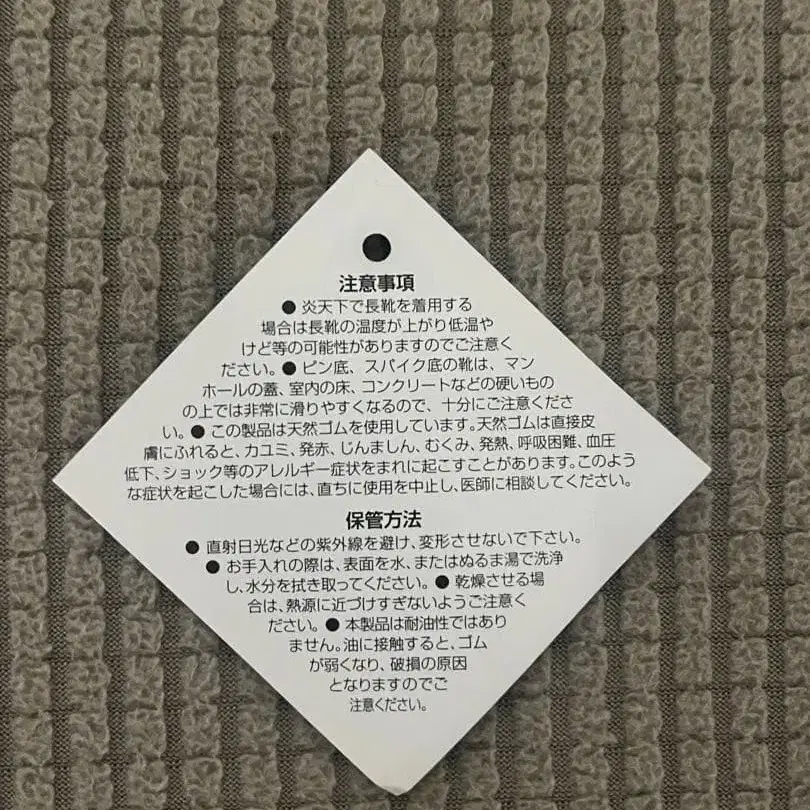 注意事項
● 炎天下で長靴を着用する
場合は長靴の温度が上がり低温や
けど等の可能性がありますのでご注意く
ださい。● ピン底、スパイク底の靴は、マン
ホールの蓋、室内の床、コンクリートなどの硬いもの
の上では非常に滑りやすくなるので、十分にご注意くださ
い。● この製品は天然ゴムを使用しています。天然ゴムは直接皮
膚にふれると、カユミ、発赤、じんましん、むくみ、発熱、呼吸困難、血圧
低下、ショック等のアレルギー症状をまれに起こすことがあります。このよう
な症状を起こした場合には、直ちに使用を中止し、医師に相談してください。
保管方法
● 直射日光などの紫外線を避け、変形させないで下さい。
● お手入れの際は、表面を水、またはぬるま湯で洗浄
し、水分を拭き取ってください。● 乾燥させる場
合は、熱源に近づけすぎないようご注意く
ださい。● 本製品は耐油性ではあり
ません。油に接触すると、ゴム
が弱くなり、破損の原因
となりますのでご
注意ください。